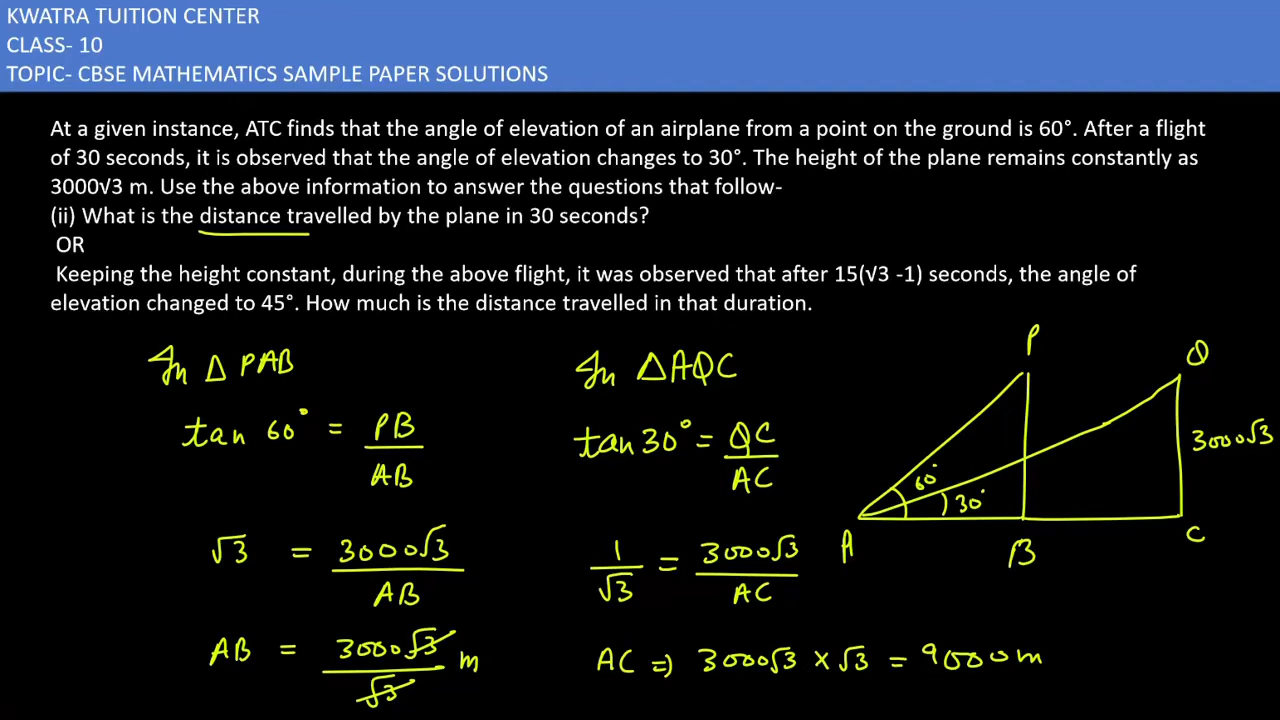 KWATRA TUITION CENTER
CLASS- 10
TOPIC- CBSE MATHEMATICS SAMPLE PAPER SOLUTIONS
At a given instance, ATC finds that the angle of elevation of an airplane from a point on the ground is 60°. After a flight
of 30 seconds, it is observed that the angle of elevation changes to 30°. The height of the plane remains constantly as
3000√3 m. Use the above information to answer the questions that follow-
(ii) What is the distance travelled by the plane in 30 seconds?
OR
Keeping the height constant, during the above flight, it was observed that after 15(√3 -1) seconds, the angle of
elevation changed to 45°. How much is the distance travelled in that duration.
In Δ PAB
tan 60° = PB/AB
√3 = 3000√3/AB
AB = 3000√3/√3 m
In ΔAQC
tan 30° = QC/AC
1/√3 = 3000√3/AC
AC ⇒ 3000√3 × √3 = 9000m
P
Q
3000√3
60°
30°
A
B
C